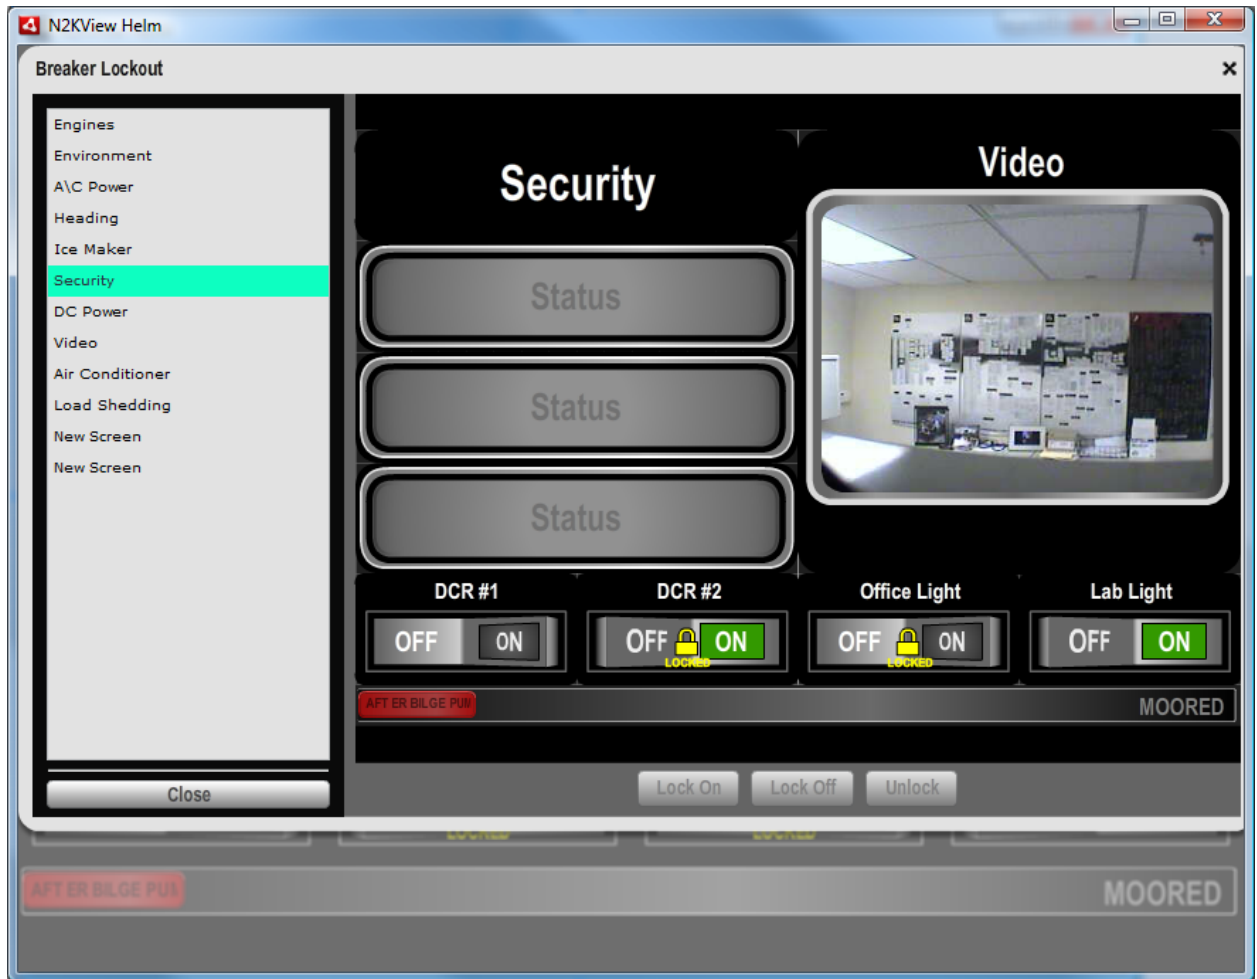 N2KView Helm
Breaker Lockout
Engines
Environment
A\C Power
Heading
Ice Maker
Security
DC Power
Video
Air Conditioner
Load Shedding
New Screen
New Screen
Close
Security
Video
Status
Status
Status
DCR #1
DCR #2
Office Light
Lab Light
OFF ON
OFF ON
LOCKED
OFF ON
LOCKED
OFF ON
AFT ER BILGE PUM
MOORED
Lock On
Lock Off
Unlock
LOCKED
LOCKED
AFT ER BILGE PUM
MOORED